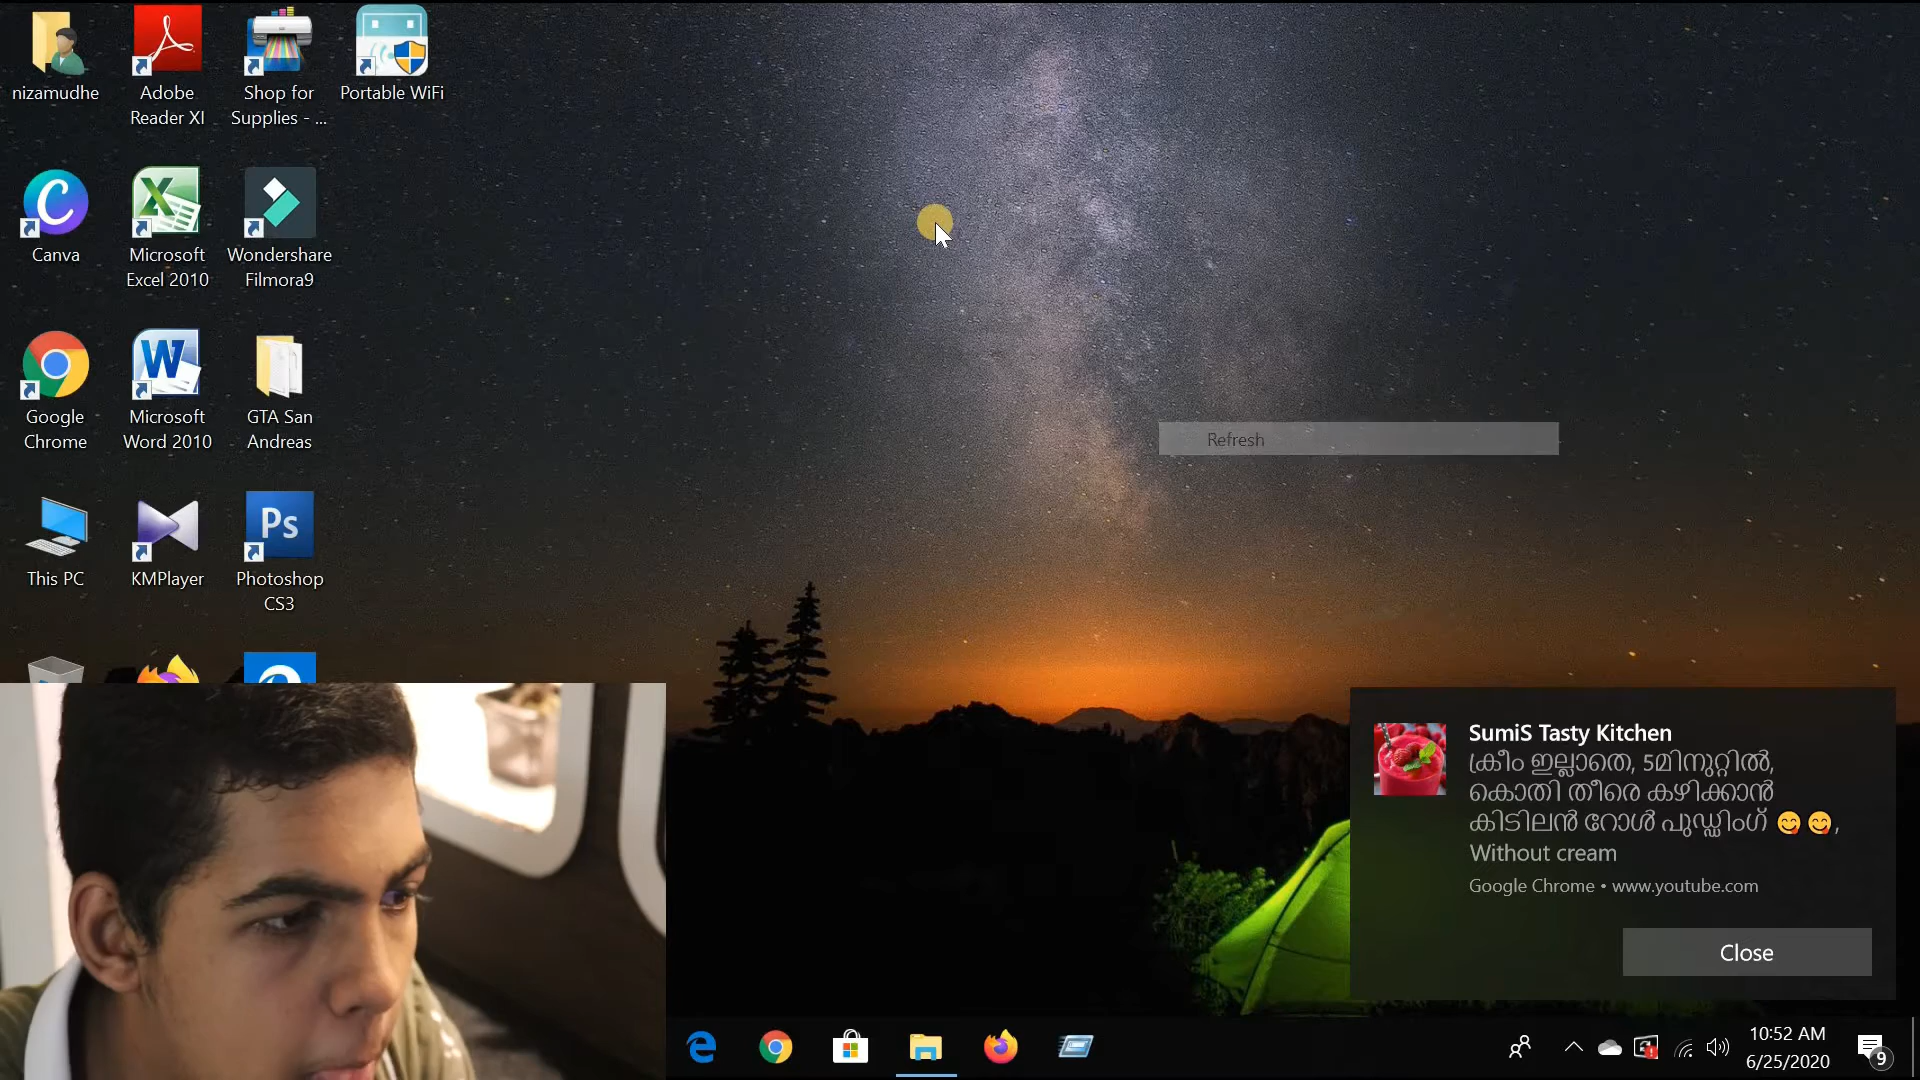 nizamudhe
Adobe
Reader XI
Shop for
Supplies - ...
Portable WiFi
Canva
Microsoft
Excel 2010
Wondershare
Filmora9
Google
Chrome
Microsoft
Word 2010
GTA San
Andreas
This PC
KMPlayer
Ps
Photoshop
CS3
Refresh
SumiS Tasty Kitchen
ക്രീം ഇല്ലാതെ, 5മിനുറ്റിൽ,
കൊതി തീരെ കഴിക്കാൻ
കിടിലൻ റോൾ പുഡ്ഡിംഗ് 😋😋,
Without cream
Google Chrome • www.youtube.com
Close
10:52 AM
6/25/2020
9